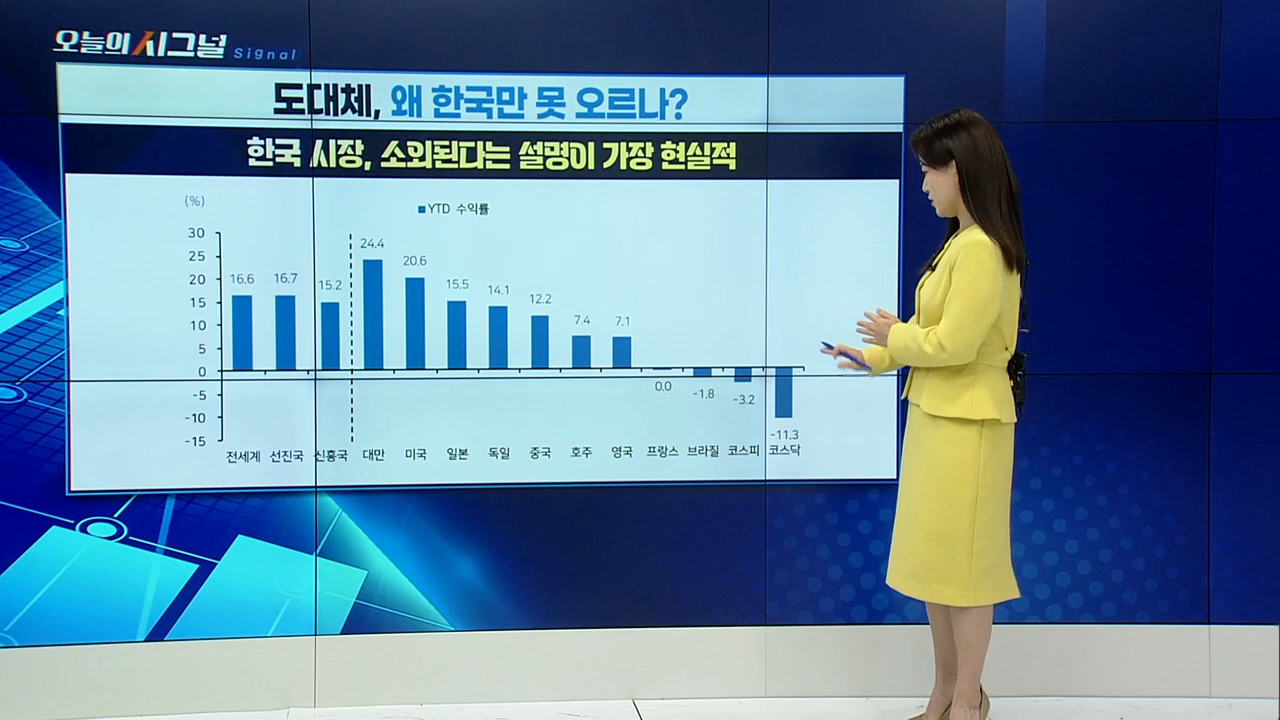 오늘의 시그널 Signal
도대체, 왜 한국만 못 오르나?
한국 시장, 소외된다는 설명이 가장 현실적
(%)
YTD 수익률
30
25
20
15
10
5
0
-5
-10
-15
16.6 16.7 15.2 24.4 20.6 15.5 14.1 12.2 7.4 7.1 0.0 -1.8 -3.2 -11.3
전세계 선진국 신흥국 대만 미국 일본 독일 중국 호주 영국 프랑스 브라질 코스피 코스닥